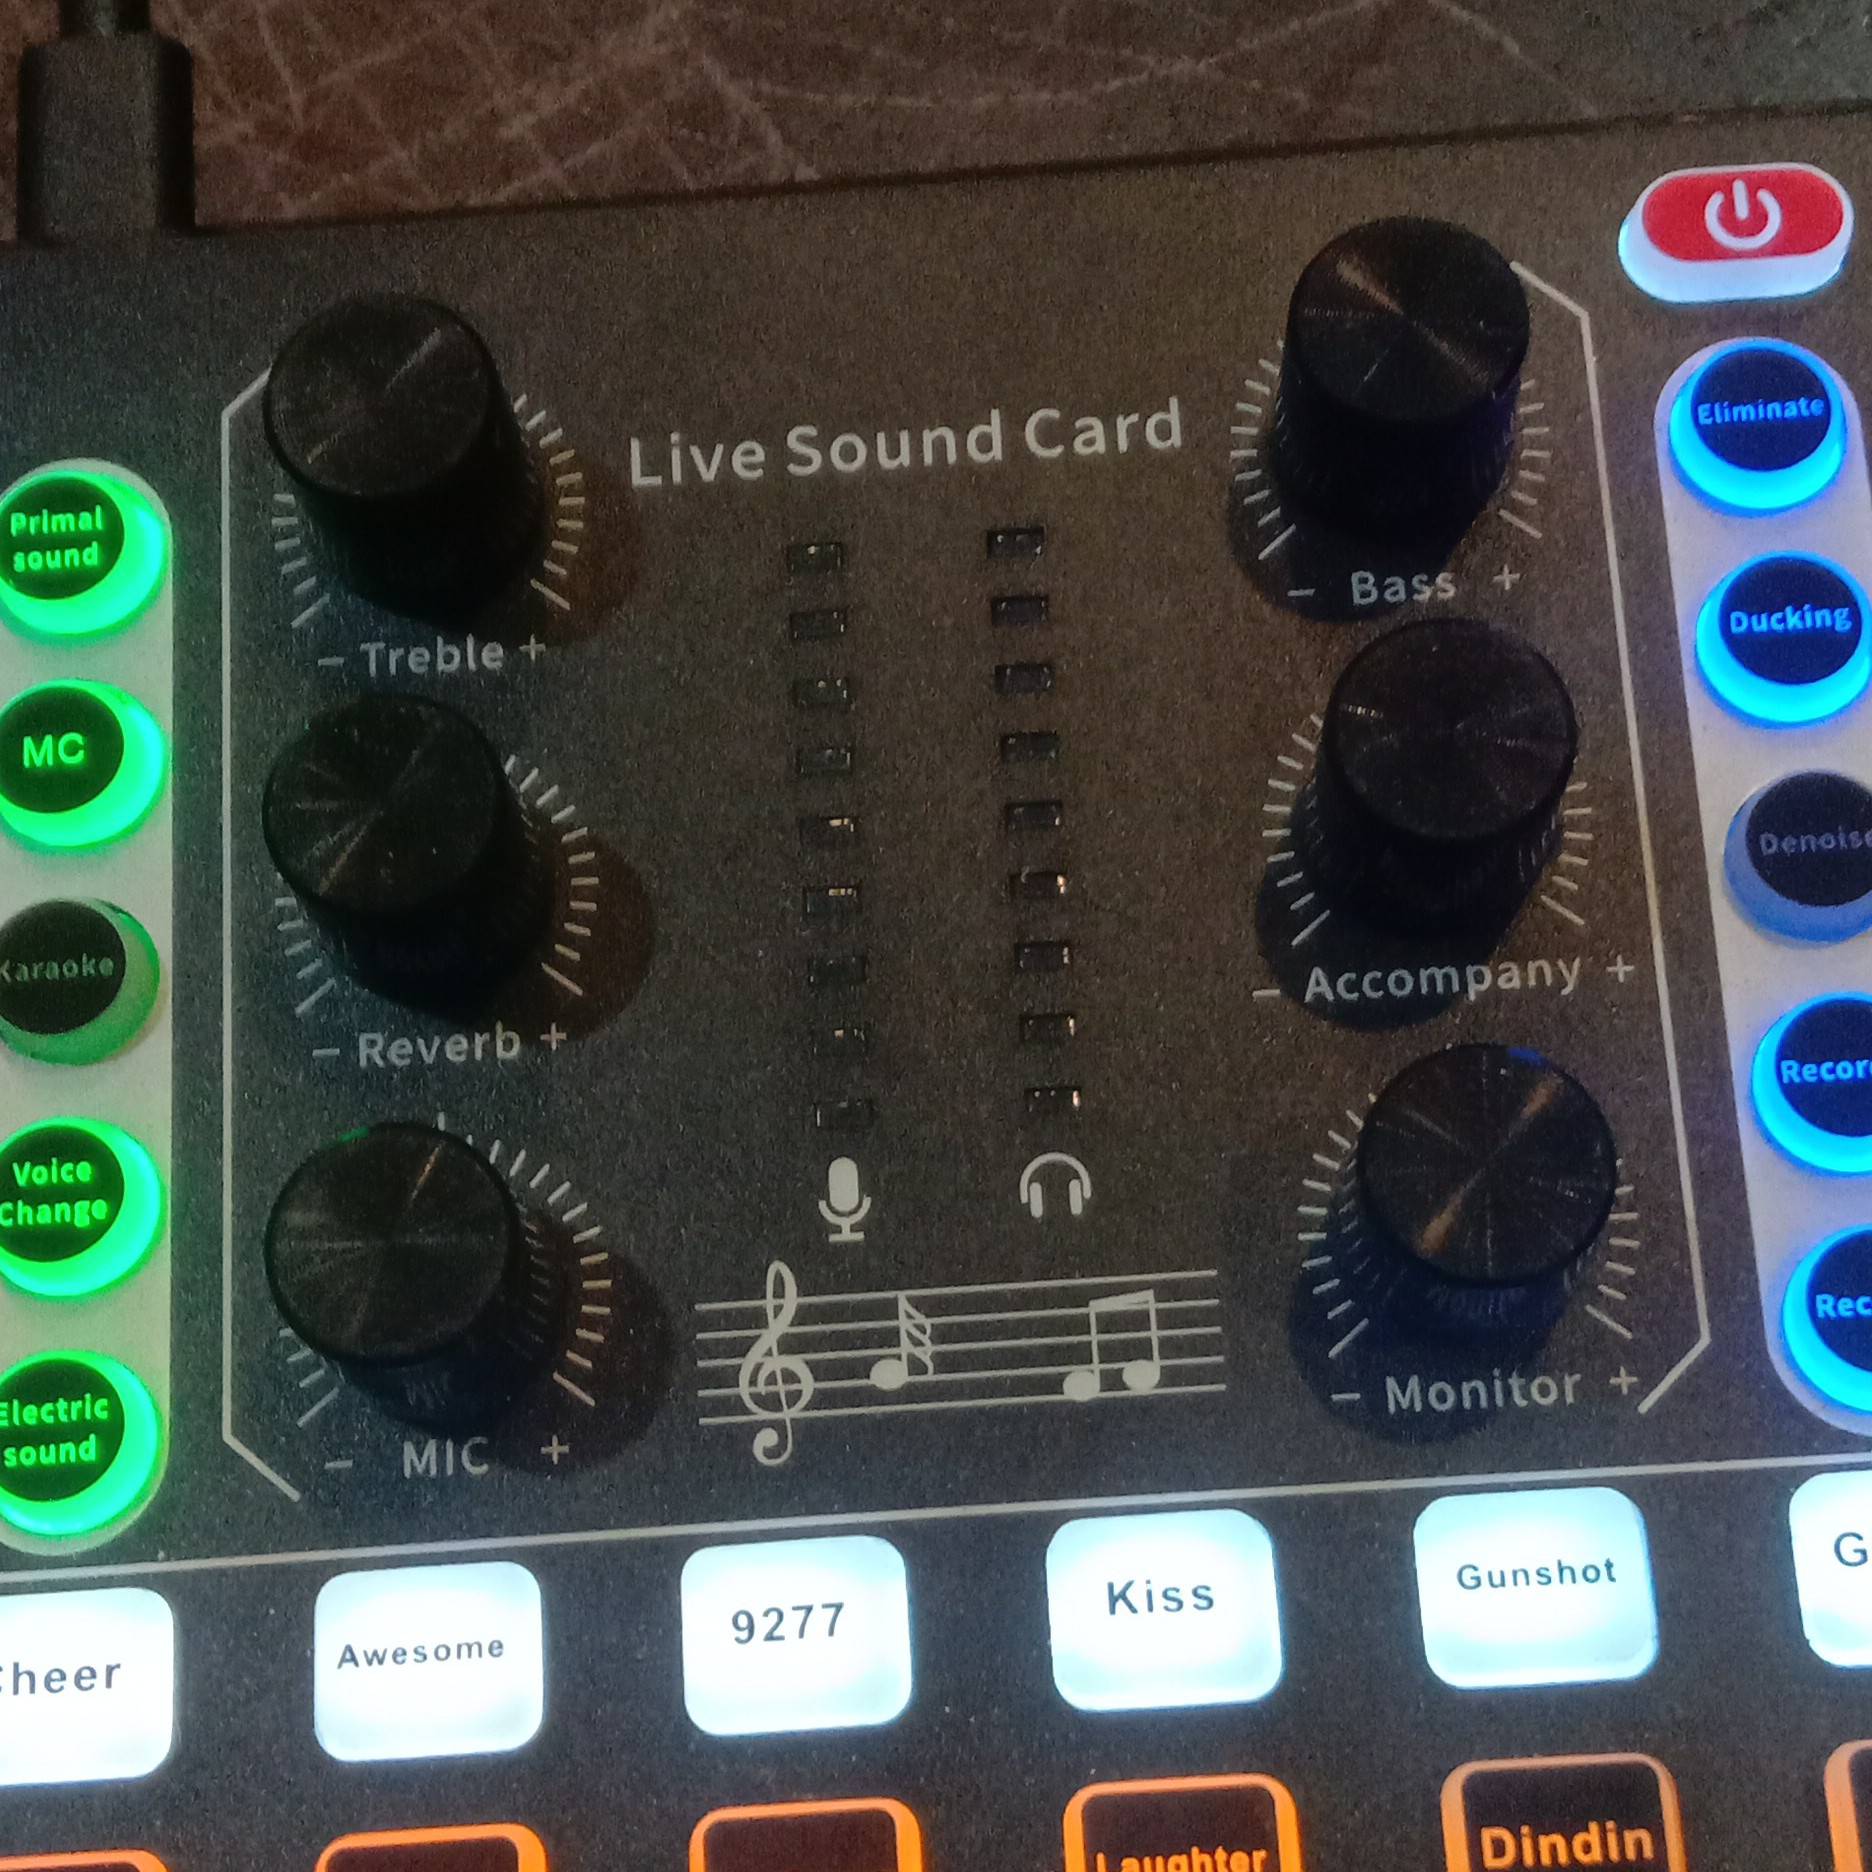 Live Sound Card
Eliminate
Primal
sound
Ducking
- Bass +
- Treble +
MC
Karaoke
- Accompany +
- Reverb +
Voice
Change
Electric
sound
- Monitor +
- MIC +
Awesome
9277
Kiss
Gunshot
G
Laughter
Dindin